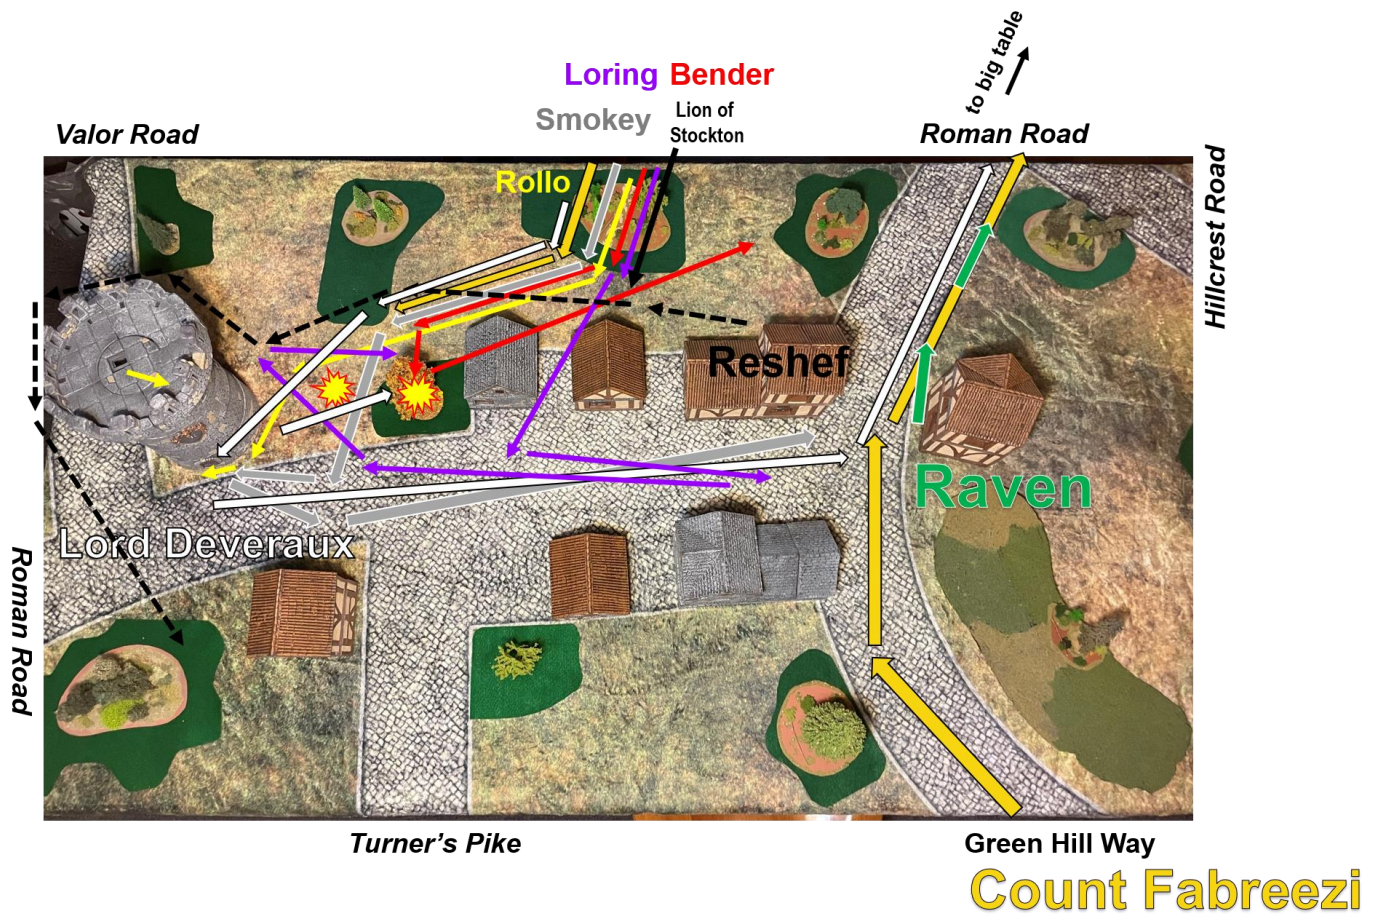 to big table
Loring Bender
Smokey
Lion of
Stockton
Valor Road
Roman Road
Hillcrest Road
Rollo
Reshef
Raven
Lord Deveraux
Roman Road
Turner's Pike
Green Hill Way
Count Fabreezi